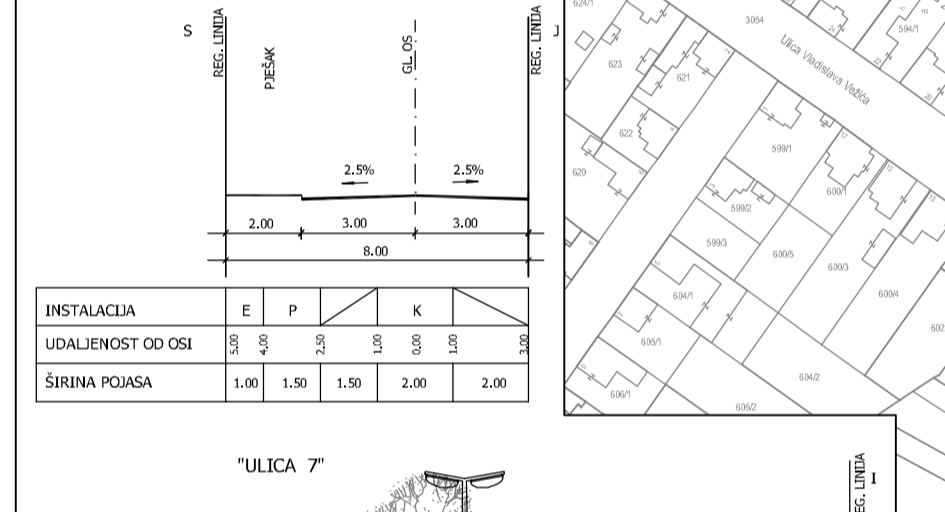 S
REG. LINIJA
PJEŠAK
GL. OS
REG. LINIJA
J
2.5% 2.5%
2.00 3.00 3.00
8.00
INSTALACIJA E P K
UDALJENOST OD OSI 5.00 4.00 2.50 1.00 0.00 1.00 3.00
ŠIRINA POJASA 1.00 1.50 1.50 2.00 2.00
"ULICA 7"
624/1
3054
594/1
Ulica Vladislava Vežića
623
621
622
620
599/1
600/1
599/2
599/3
600/5
600/3
600/4
604/1
602
605/1
604/2
606/1
605/2
REG. LINIJA
I